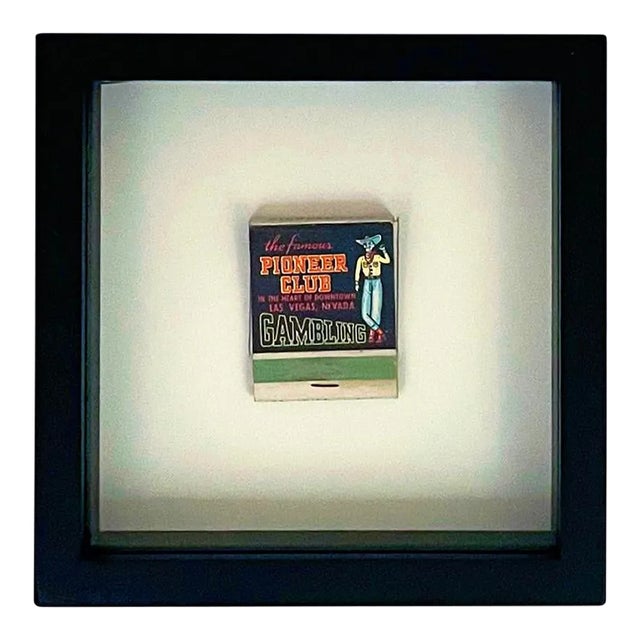 the famous
PIONEER
CLUB
IN THE HEART OF DOWNTOWN
LAS VEGAS, NEVADA
GAMBLING